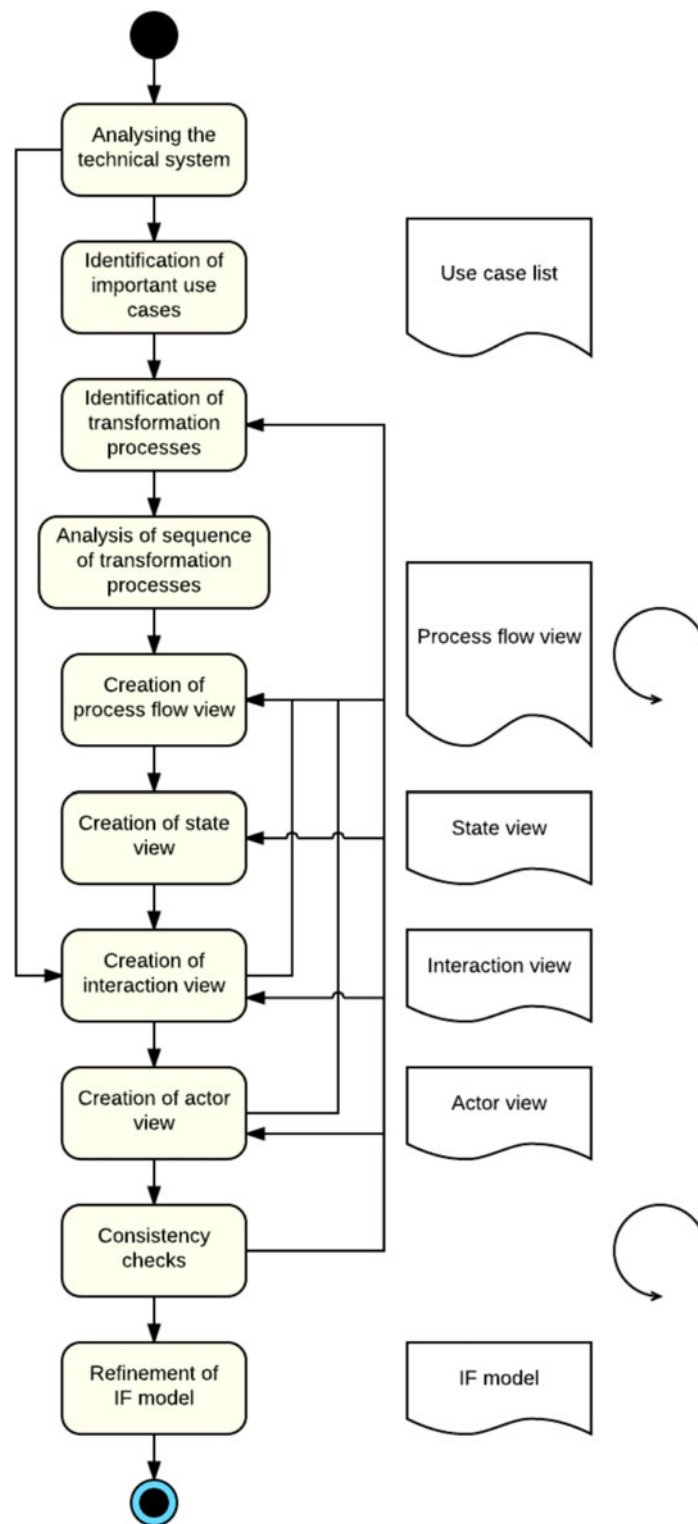 Analysing the
technical system
Identification of
important use
cases
Use case list
Identification of
transformation
processes
Analysis of sequence
of transformation
processes
Creation of
process flow view
Process flow view
Creation of state
view
State view
Creation of
interaction view
Interaction view
Creation of actor
view
Actor view
Consistency
checks
Refinement of
IF model
IF model